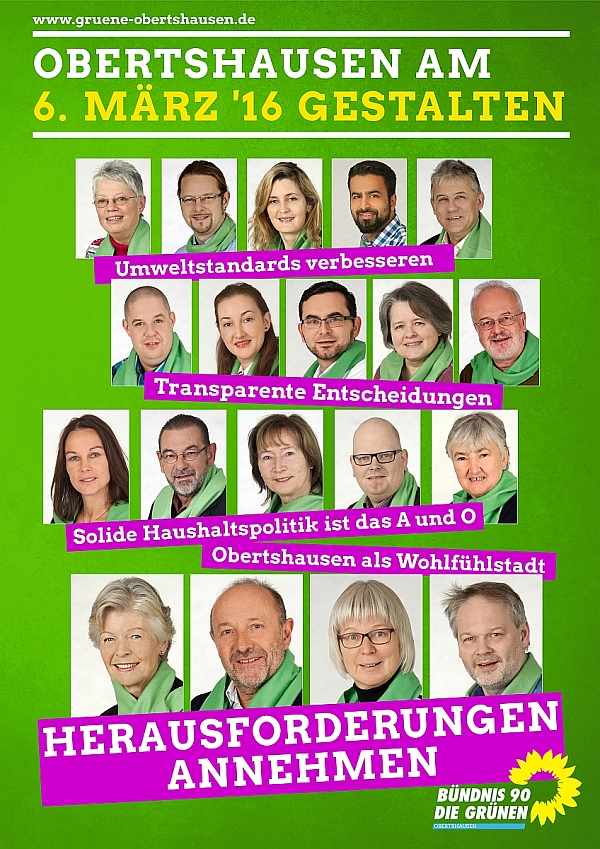 www.gruene-obertshausen.de
OBERTSHAUSEN AM
6. MÄRZ '16 GESTALTEN
Umweltstandards verbesseren
Transparente Entscheidungen
Solide Haushaltspolitik ist das A und O
Obertshausen als Wohlfühlstadt
HERAUSFORDERUNGEN
ANNEHMEN
BÜNDNIS 90
DIE GRÜNEN
OBERTSHAUSEN